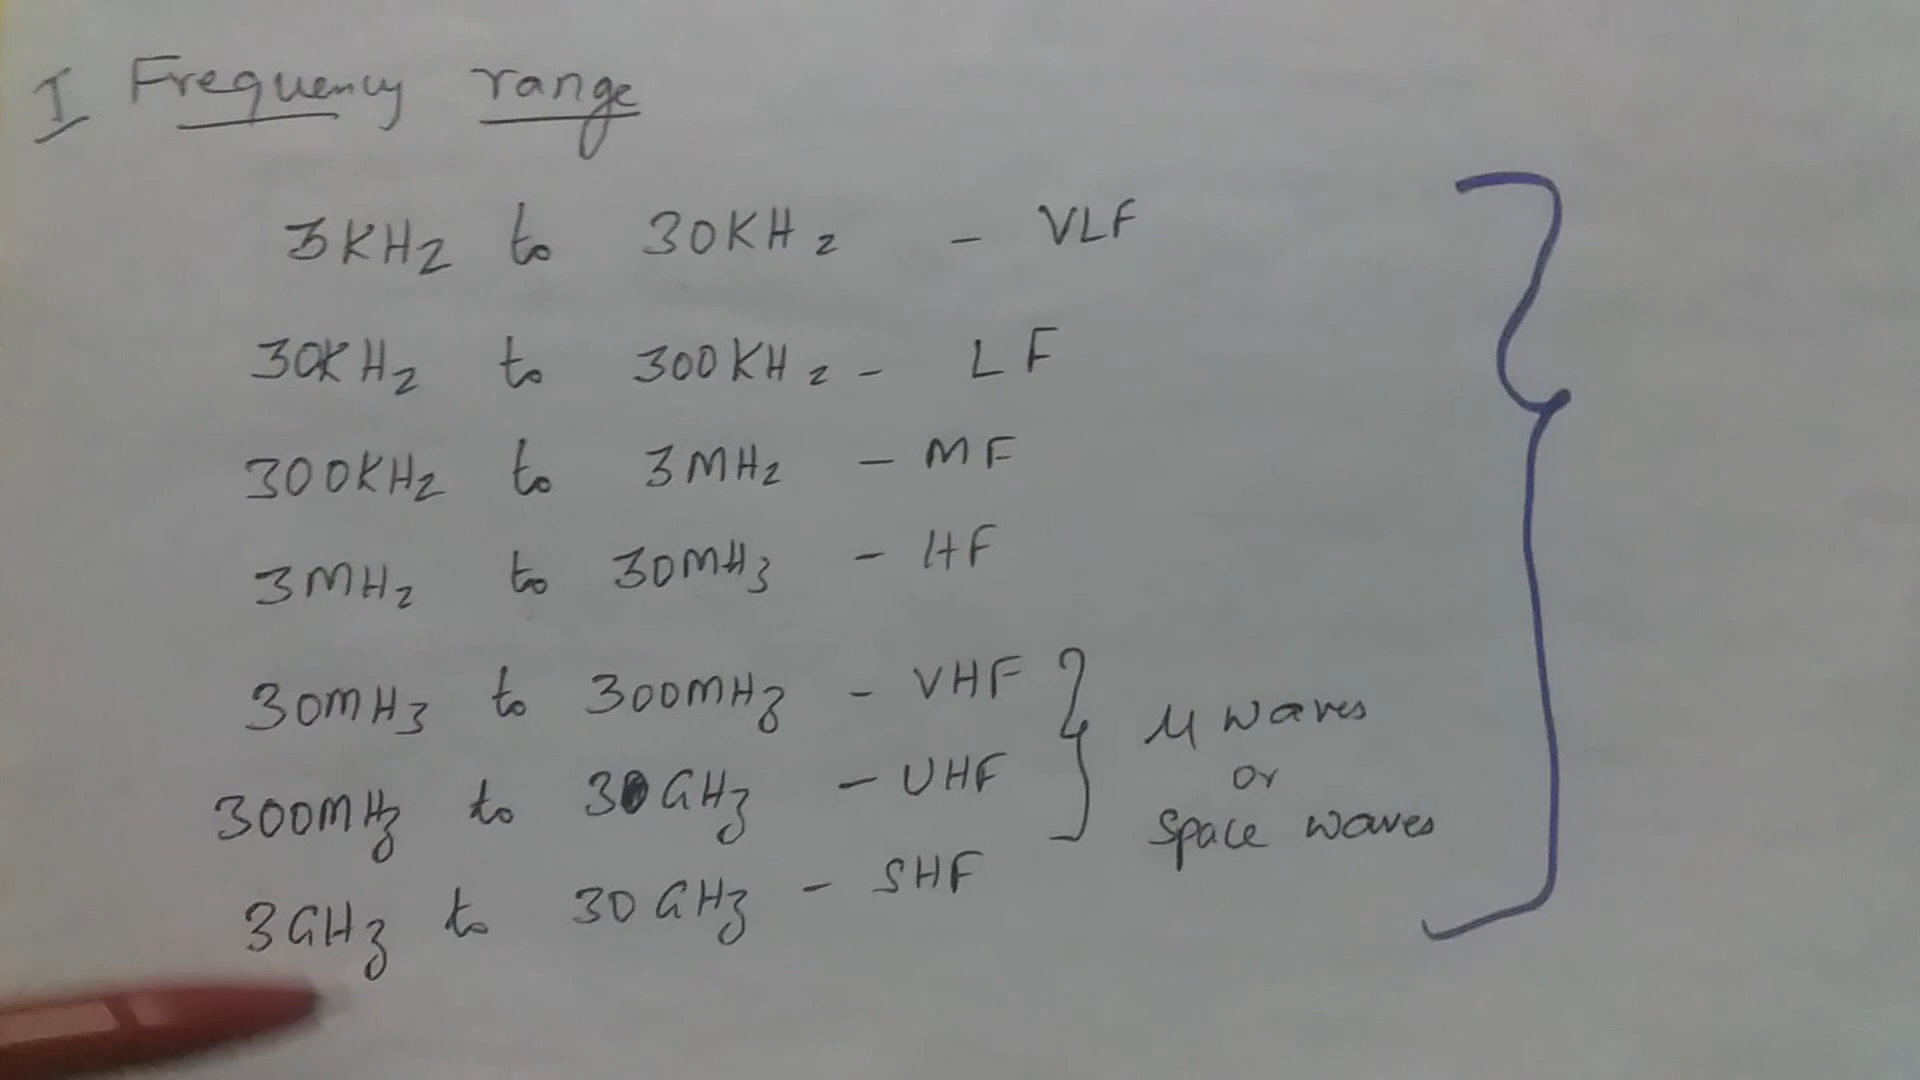 I Frequency range
3KHz to 30KHz - VLF
30KHz to 300KHz - LF
300KHz to 3MHz - MF
3MHz to 30MHz - HF
30MHz to 300MHz - VHF
300MHz to 30GHz - UHF
3GHz to 30GHz - SHF
μ waves
or
space waves